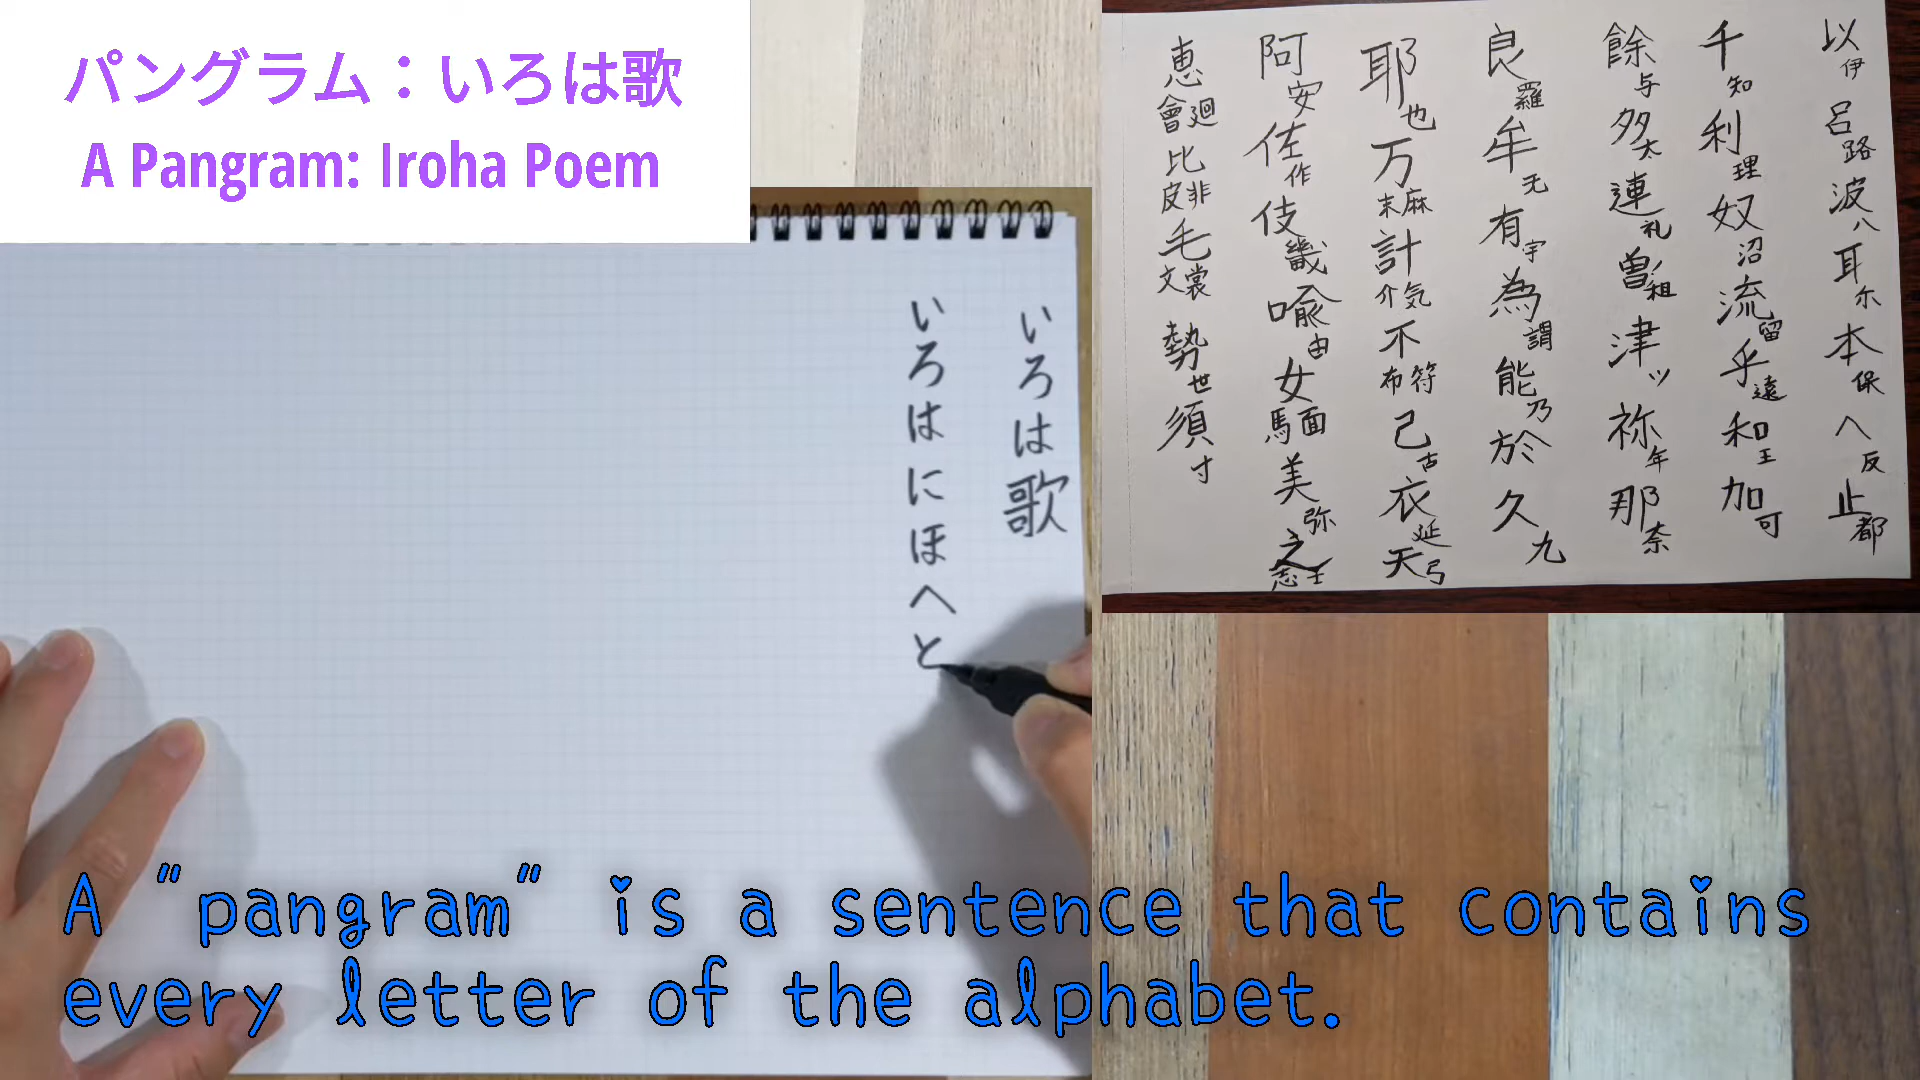 パングラム：いろは歌
A Pangram: Iroha Poem
いろは歌
いろはにほへと
以伊呂路波八耳尓本保へ反止都
千知利理奴沼流留乎遠和王加可
餘与多太連礼曽祖津ツ祢年那奈
良羅牟无有宇為謂能乃於久九
耶也万麻末計気介不符布己古衣延天弖
阿安佐作伎幾喩由女面馬美弥之士志
恵廻會比非皮毛裳文勢世須寸
A "pangram" is a sentence that contains
every letter of the alphabet.